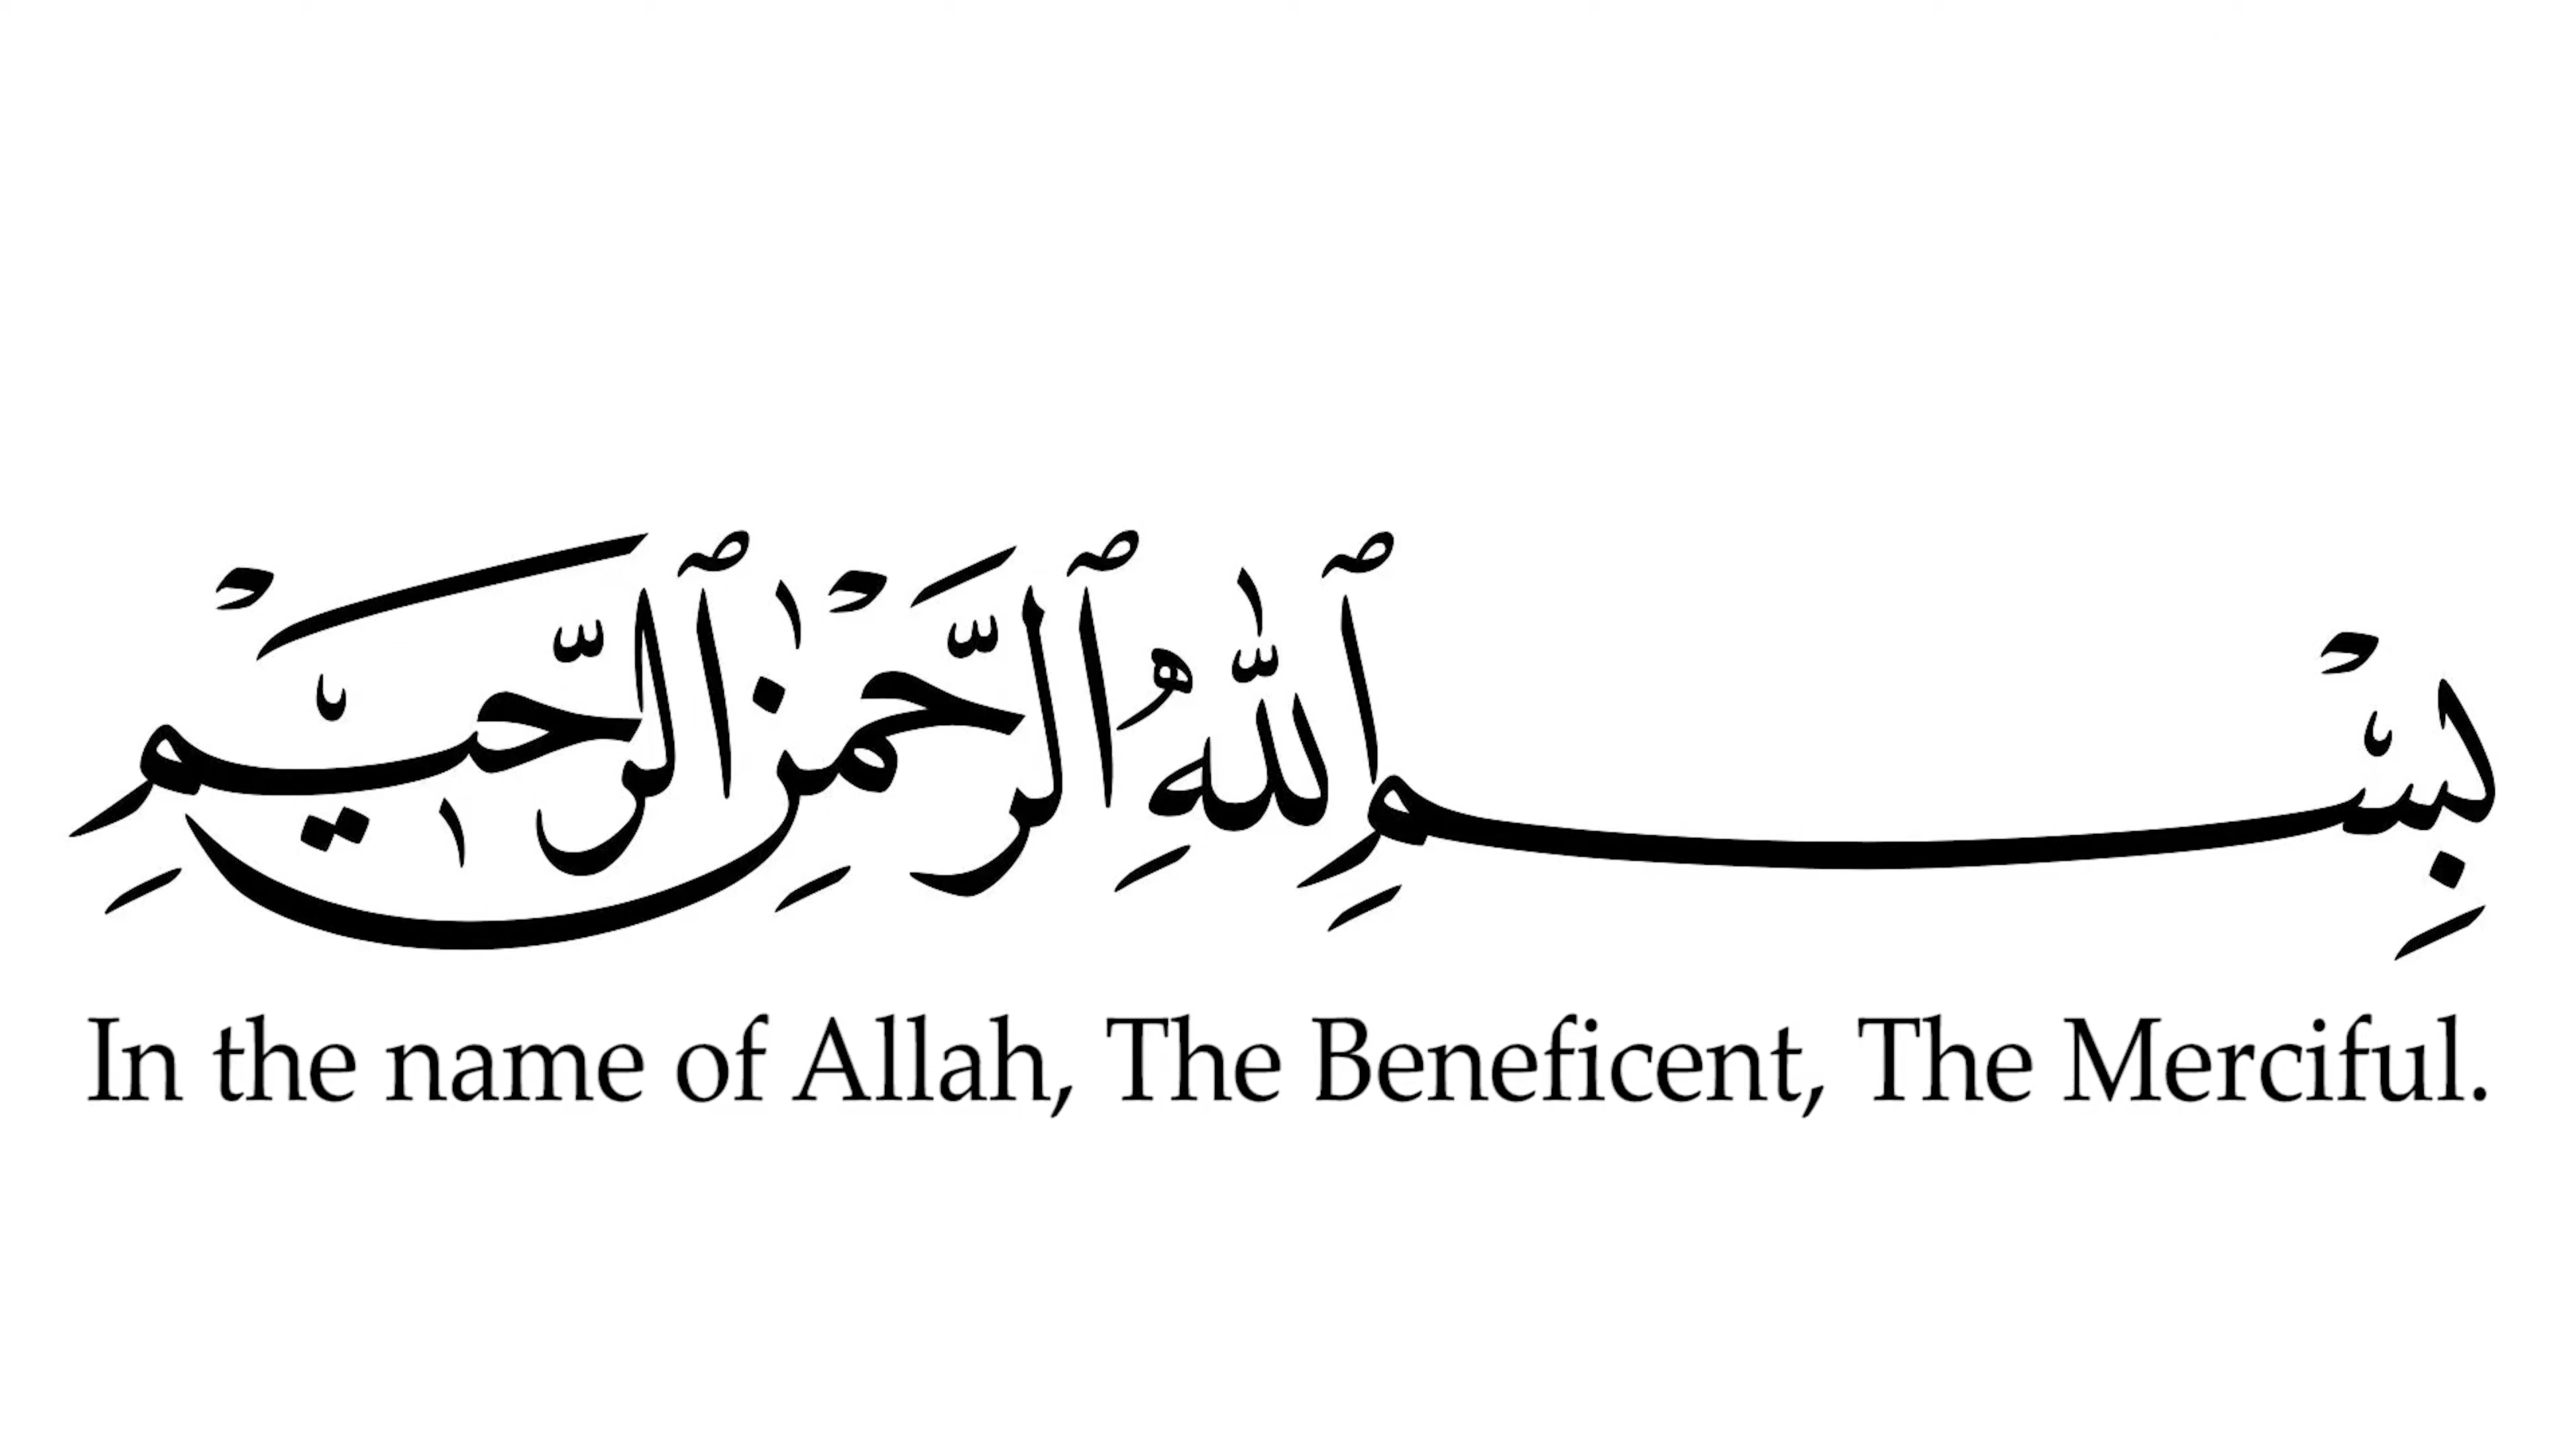 بِسْمِ ٱللَّٰهِ ٱلرَّحْمَٰنِ ٱلرَّحِيمِ
In the name of Allah, The Beneficent, The Merciful.